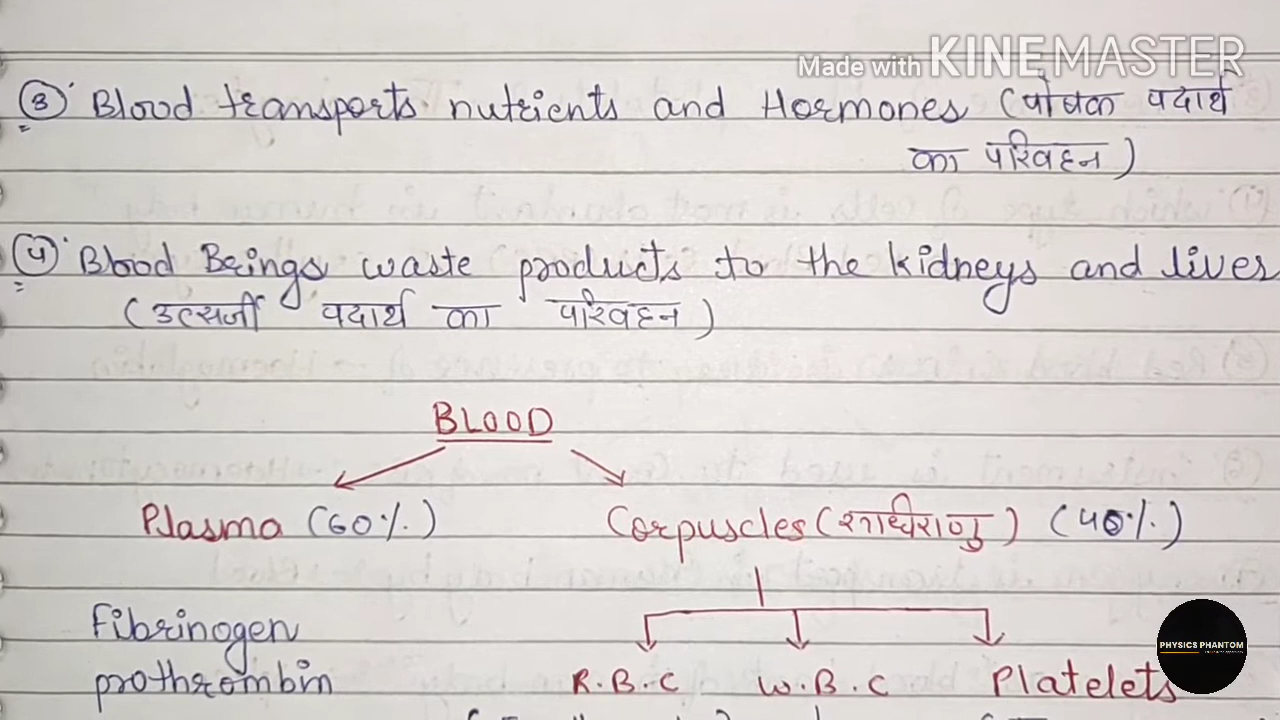 Made with KINEMASTER
③ Blood transports nutrients and Hormones (पोषक पदार्थ
का परिवहन)
④ Blood Brings waste products to the kidneys and liver
(उत्सर्जी पदार्थ का परिवहन)
BLOOD
Plasma (60%) Corpuscles (रूधिराणु) (40%)
Fibrinogen
prothrombin R.B.C W.B.C Platelets
PHYSICS PHANTOM